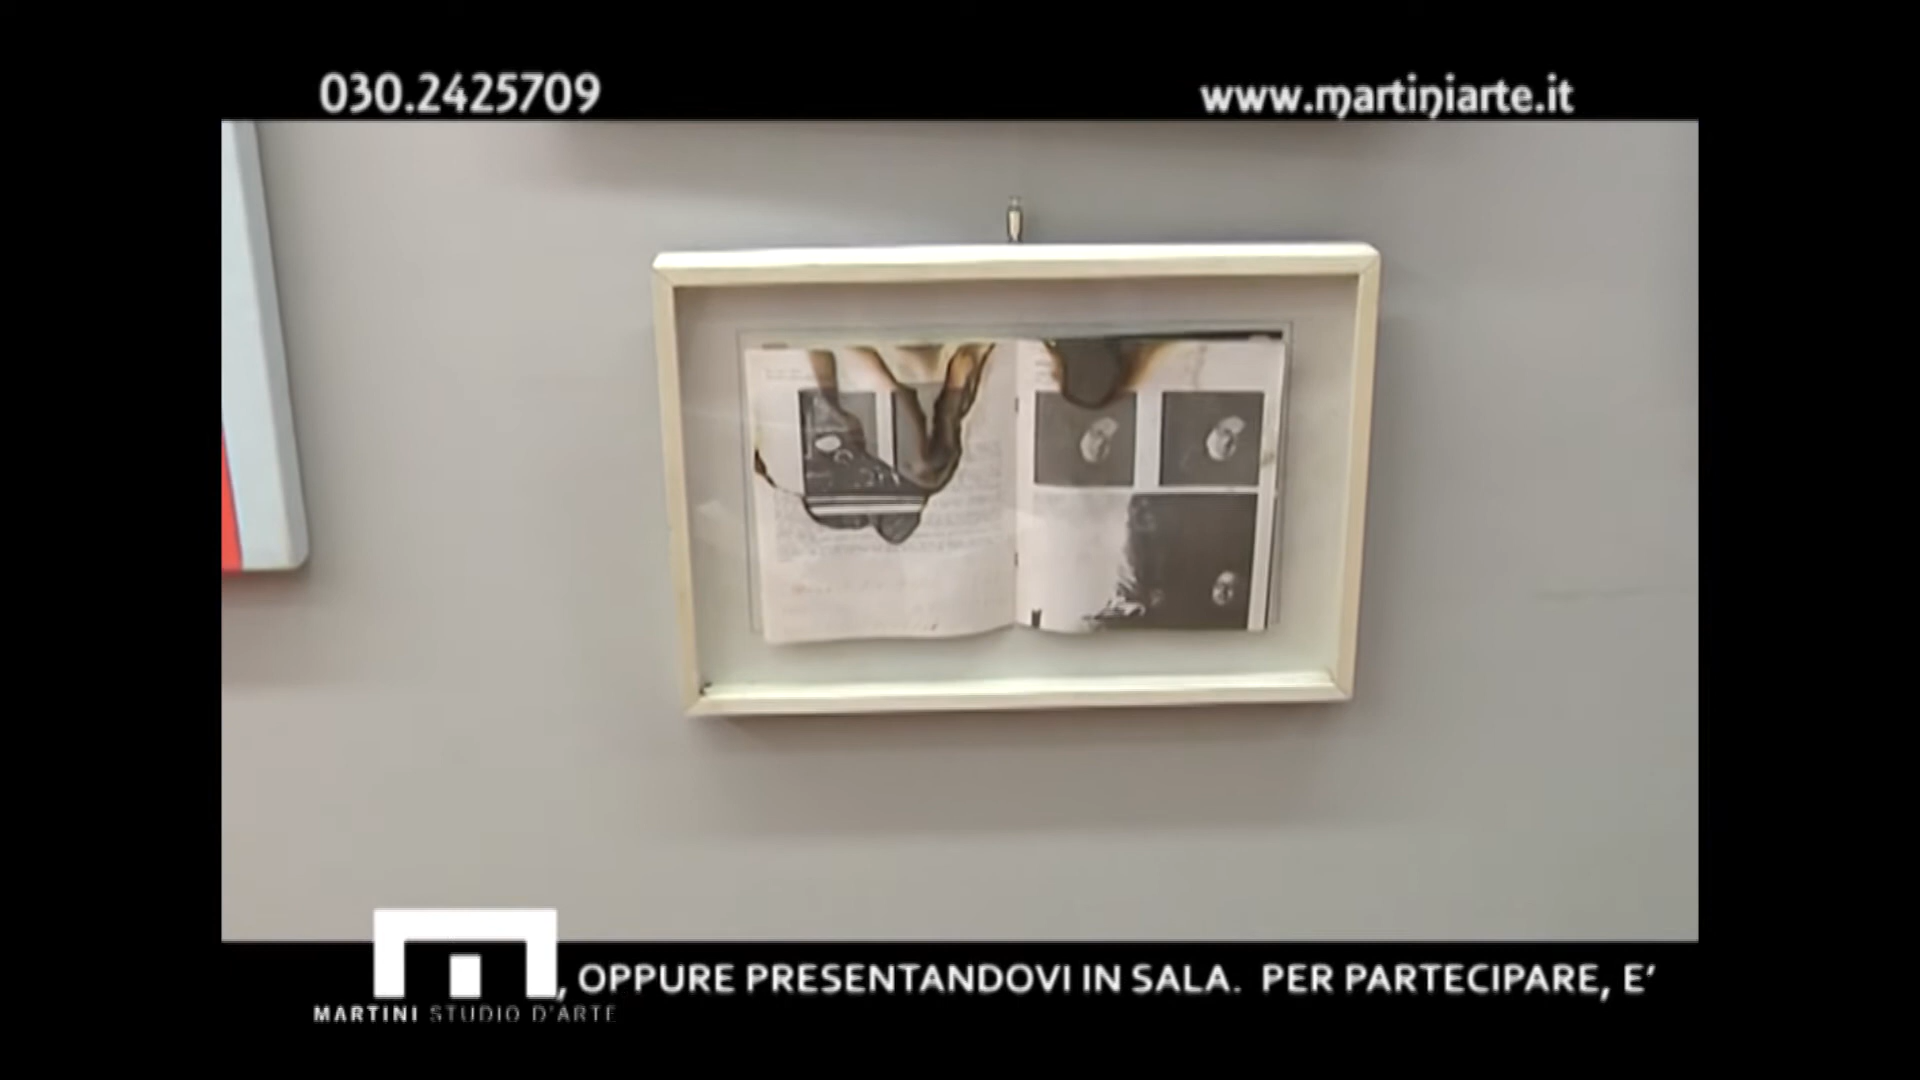 030.2425709
www.martiniarte.it
, OPPURE PRESENTANDOVI IN SALA.  PER PARTECIPARE, E’
MARTINI STUDIO D'ARTE